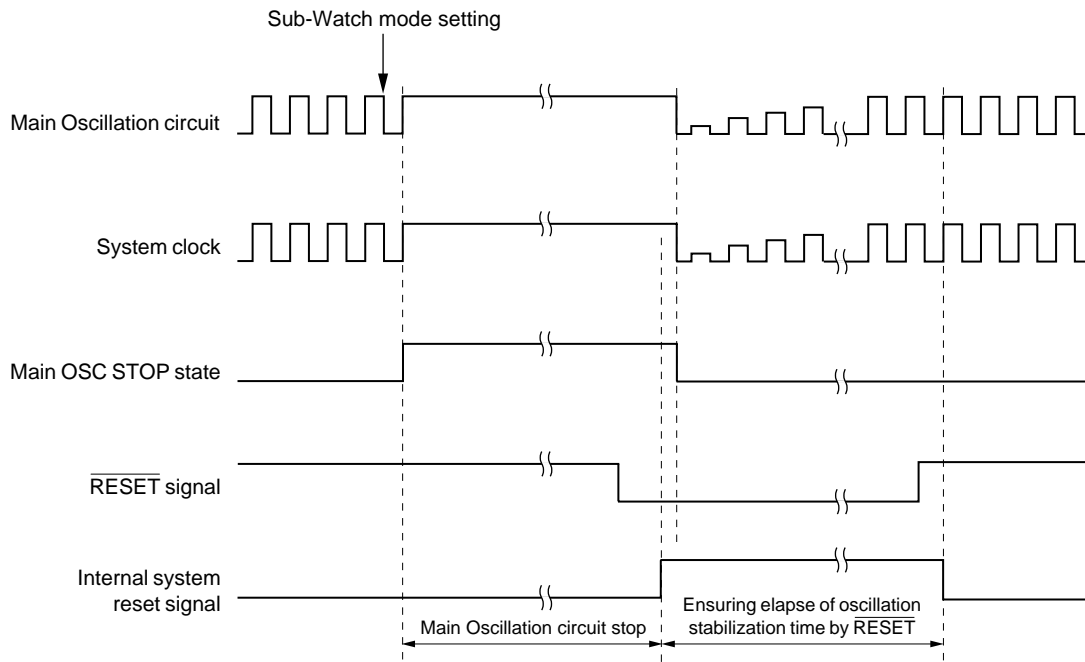 Sub-Watch mode setting
Main Oscillation circuit
System clock
Main OSC STOP state
RESET signal
Internal system
reset signal
Main Oscillation circuit stop
Ensuring elapse of oscillation
stabilization time by RESET